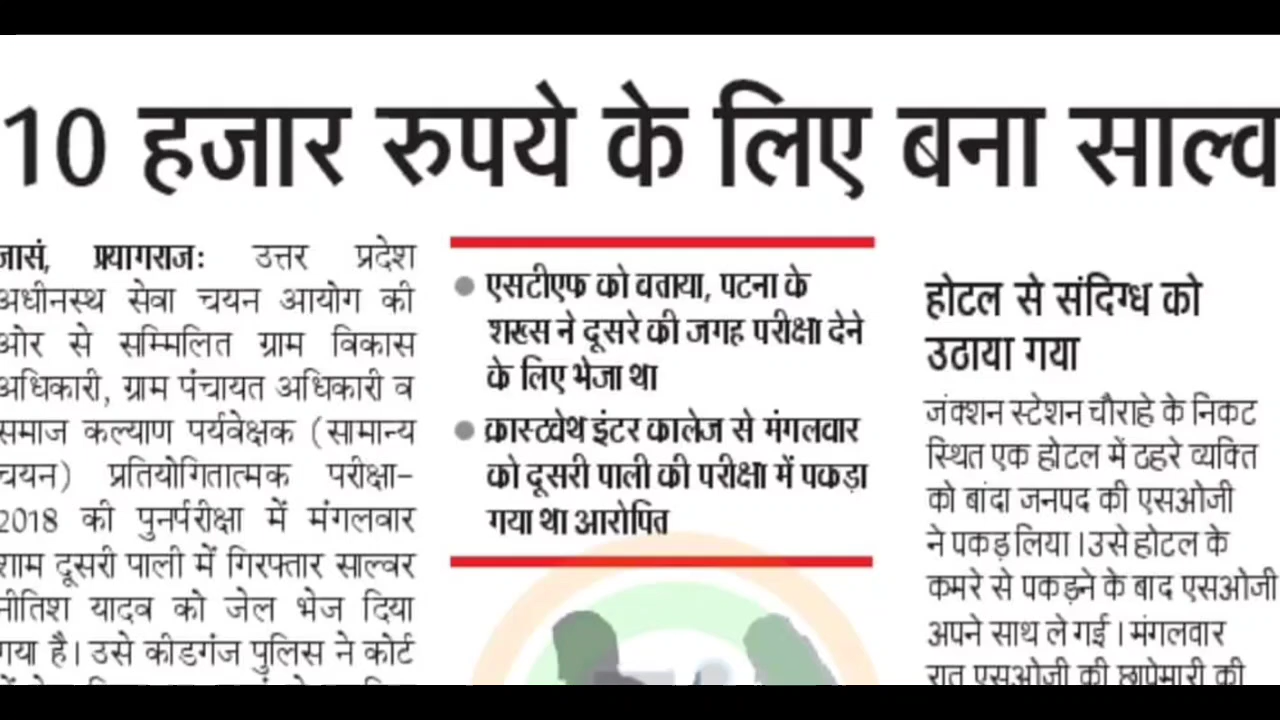 10 हजार रुपये के लिए बना साल्व
जासं, प्रयागराज: उत्तर प्रदेश
अधीनस्थ सेवा चयन आयोग की
ओर से सम्मिलित ग्राम विकास
अधिकारी, ग्राम पंचायत अधिकारी व
समाज कल्याण पर्यवेक्षक (सामान्य
चयन) प्रतियोगितात्मक परीक्षा-
2018 की पुनर्परीक्षा में मंगलवार
शाम दूसरी पाली में गिरफ्तार साल्वर
नीतिश यादव को जेल भेज दिया
गया है। उसे कीडगंज पुलिस ने कोर्ट
• एसटीएफ को बताया, पटना के
शख्स ने दूसरे की जगह परीक्षा देने
के लिए भेजा था
• क्रास्टवेथ इंटर कालेज से मंगलवार
को दूसरी पाली की परीक्षा में पकड़ा
गया था आरोपित
होटल से संदिग्ध को
उठाया गया
जंक्शन स्टेशन चौराहे के निकट
स्थित एक होटल में ठहरे व्यक्ति
को बांदा जनपद की एसओजी
ने पकड़ लिया। उसे होटल के
कमरे से पकड़ने के बाद एसओजी
अपने साथ ले गई। मंगलवार
रात एसओजी की छापेमारी की